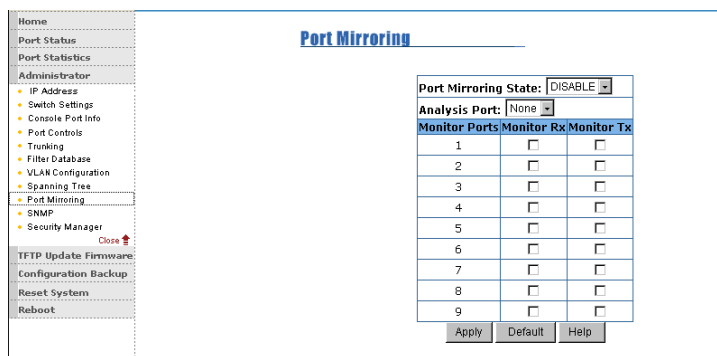 Home
Port Status
Port Statistics
Administrator
IP Address
Switch Settings
Console Port Info
Port Controls
Trunking
Filter Database
VLAN Configuration
Spanning Tree
Port Mirroring
SNMP
Security Manager
Close
TFTP Update Firmware
Configuration Backup
Reset System
Reboot
Port Mirroring
Port Mirroring State: DISABLE
Analysis Port: None
Monitor Ports Monitor Rx Monitor Tx
1
2
3
4
5
6
7
8
9
Apply Default Help